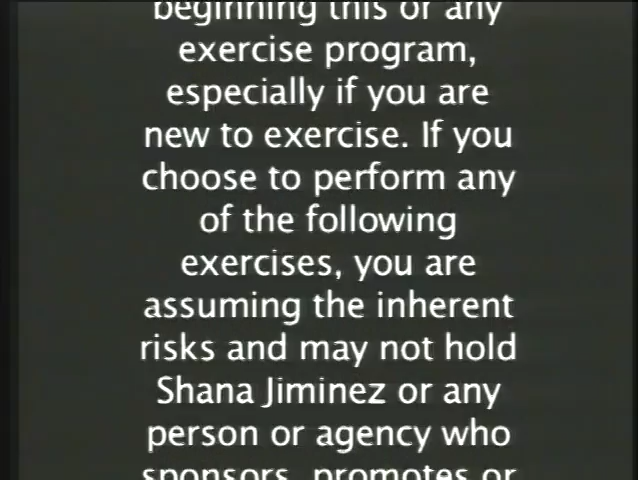 beginning this or any
exercise program,
especially if you are
new to exercise. If you
choose to perform any
of the following
exercises, you are
assuming the inherent
risks and may not hold
Shana Jiminez or any
person or agency who
sponsors, promotes or